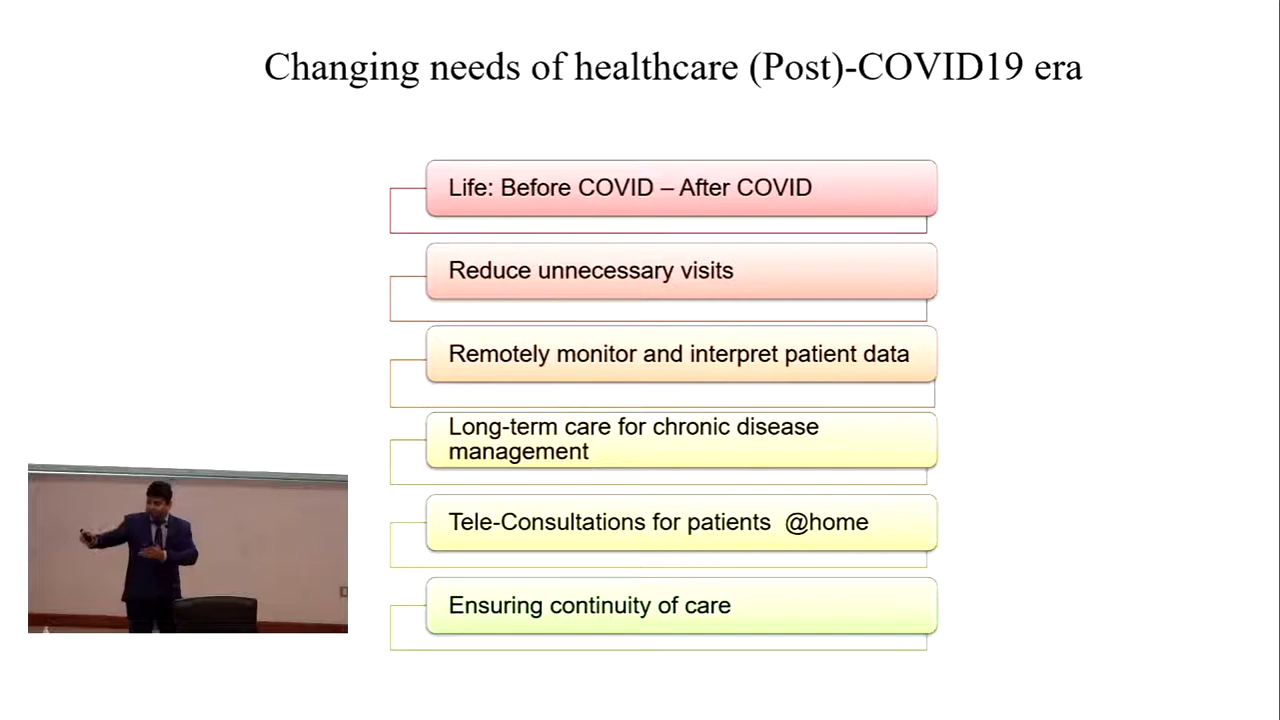 Changing needs of healthcare (Post)-COVID19 era
Life: Before COVID – After COVID
Reduce unnecessary visits
Remotely monitor and interpret patient data
Long-term care for chronic disease
management
Tele-Consultations for patients @home
Ensuring continuity of care